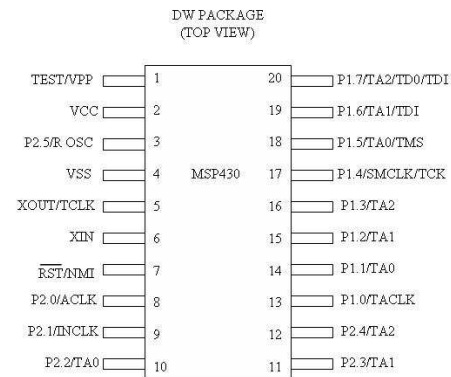 DW PACKAGE
(TOP VIEW)
TEST/VPP 1 20 P1.7/TA2/TD0/TDI
VCC 2 19 P1.6/TA1/TDI
P2.5/R OSC 3 18 P1.5/TA0/TMS
VSS 4 MSP430 17 P1.4/SMCLK/TCK
XOUT/TCLK 5 16 P1.3/TA2
XIN 6 15 P1.2/TA1
RST/NMI 7 14 P1.1/TA0
P2.0/ACLK 8 13 P1.0/TACLK
P2.1/INCLK 9 12 P2.4/TA2
P2.2/TA0 10 11 P2.3/TA1